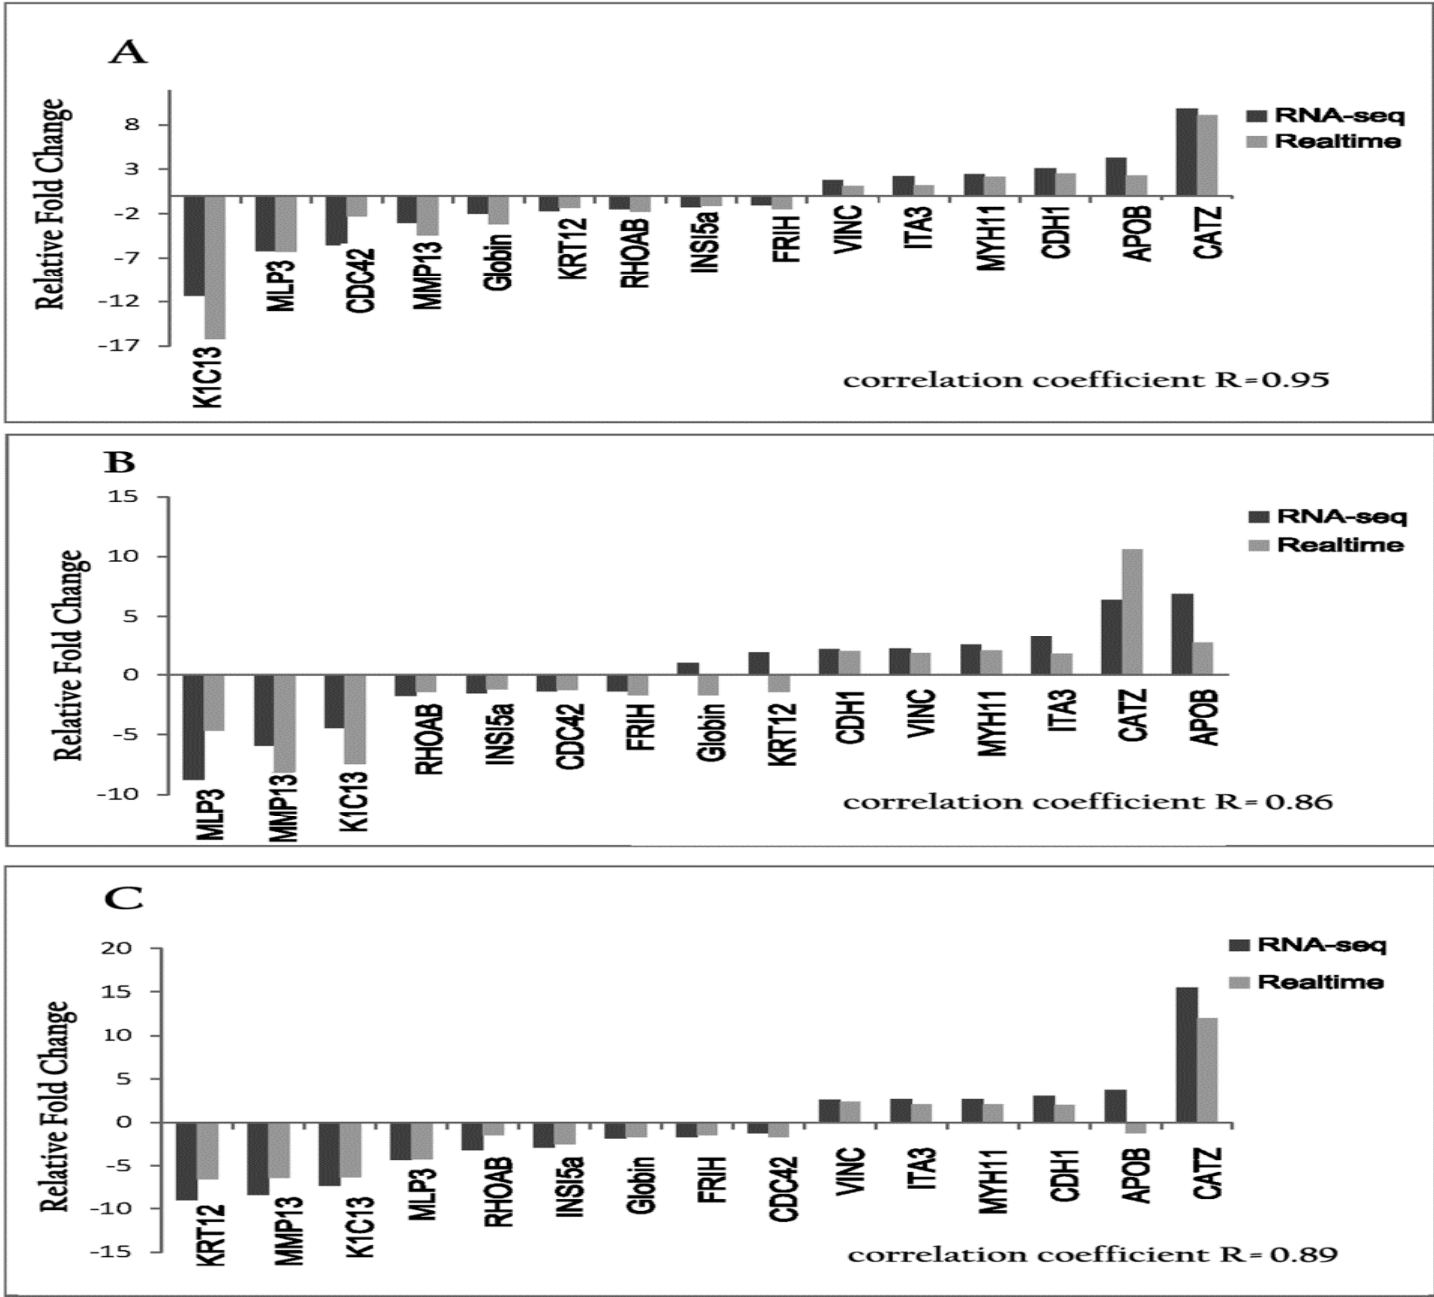 A
Relative Fold Change
8
3
-2
-7
-12
-17
RNA-seq
Realtime
K1C13
MLP3
CDC42
MMP13
Globin
KRT12
RHOAB
INSI5a
FRIH
VINC
ITA3
MYH11
CDH1
APOB
CATZ
correlation coefficient R=0.95
B
Relative Fold Change
15
10
5
0
-5
-10
RNA-seq
Realtime
MLP3
MMP13
K1C13
RHOAB
INSI5a
CDC42
FRIH
Globin
KRT12
CDH1
VINC
MYH11
ITA3
CATZ
APOB
correlation coefficient R= 0.86
C
Relative Fold Change
20
15
10
5
0
-5
-10
-15
RNA-seq
Realtime
KRT12
MMP13
K1C13
MLP3
RHOAB
INSI5a
Globin
FRIH
CDC42
VINC
ITA3
MYH11
CDH1
APOB
CATZ
correlation coefficient R= 0.89